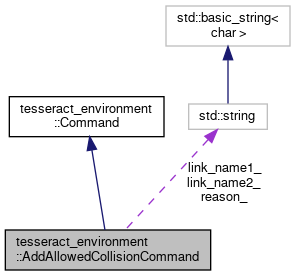 std::basic_string<
char >
tesseract_environment
::Command
std::string
link_name1_
link_name2_
reason_
tesseract_environment
::AddAllowedCollisionCommand